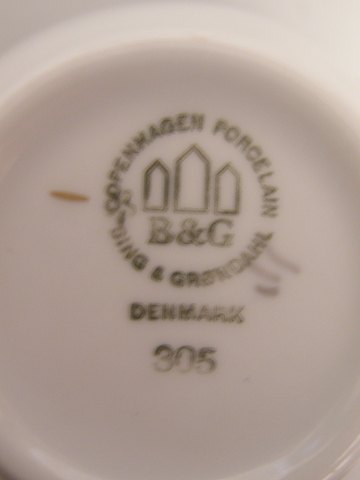 COPENHAGEN PORCELAIN
BING & GRØNDAHL
B&G
DENMARK
305